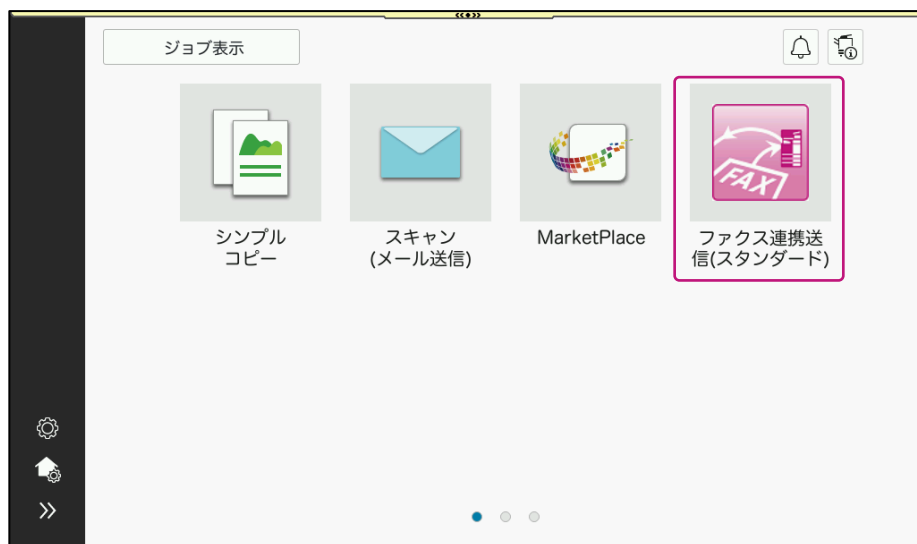 ジョブ表示
シンプル
コピー
スキャン
(メール送信)
MarketPlace
FAX
ファクス連携送
信(スタンダード)